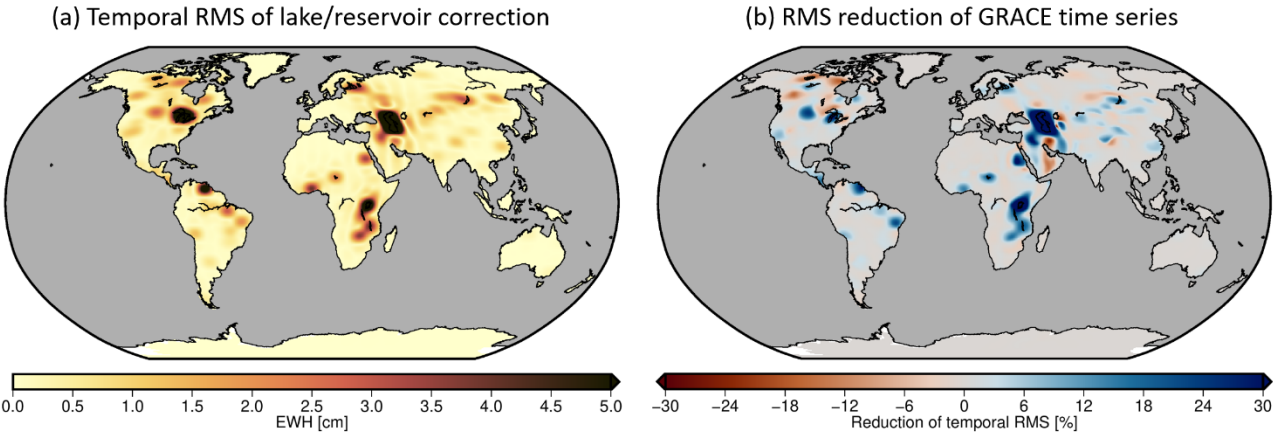 (a) Temporal RMS of lake/reservoir correction
(b) RMS reduction of GRACE time series
0.0 0.5 1.0 1.5 2.0 2.5 3.0 3.5 4.0 4.5 5.0
EWH [cm]
−30 −24 −18 −12 −6 0 6 12 18 24 30
Reduction of temporal RMS [%]